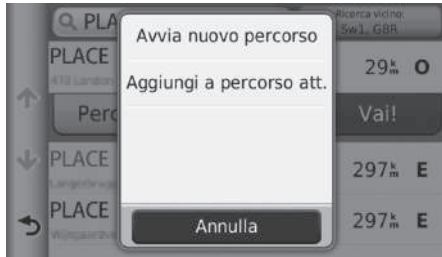 PLA
Ricerca vicino:
Sw1, GBR
Avvia nuovo percorso
PLACE
29 km O
Aggiungi a percorso att.
Perc
Vai!
PLACE
297 km E
PLACE
297 km E
Annulla